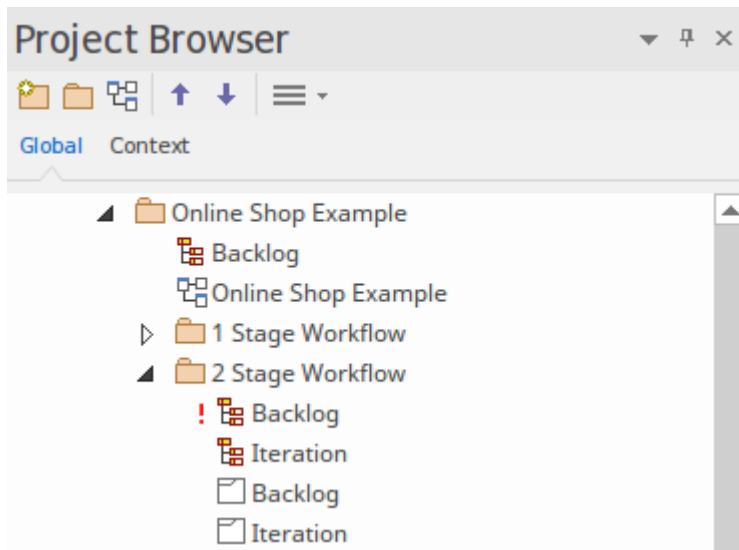 Project Browser
Global Context
Online Shop Example
Backlog
Online Shop Example
1 Stage Workflow
2 Stage Workflow
! Backlog
Iteration
Backlog
Iteration